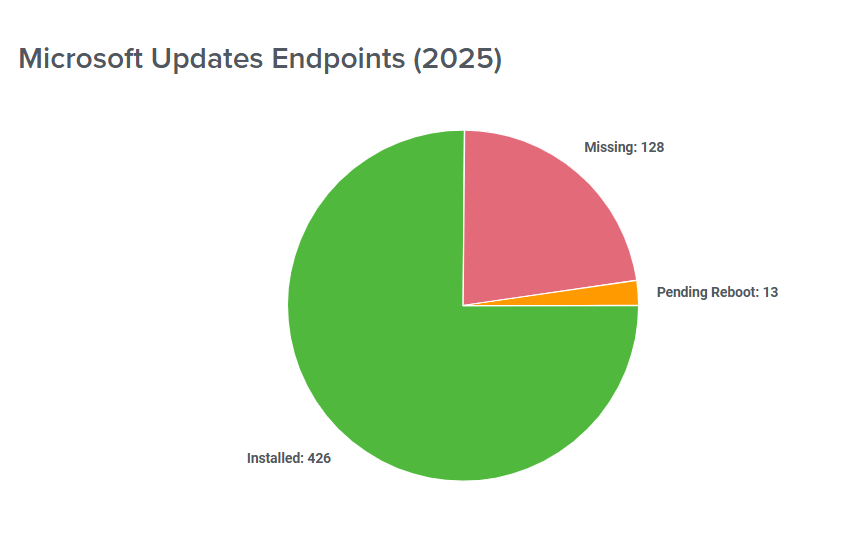 Microsoft Updates Endpoints (2025)
Missing: 128
Pending Reboot: 13
Installed: 426